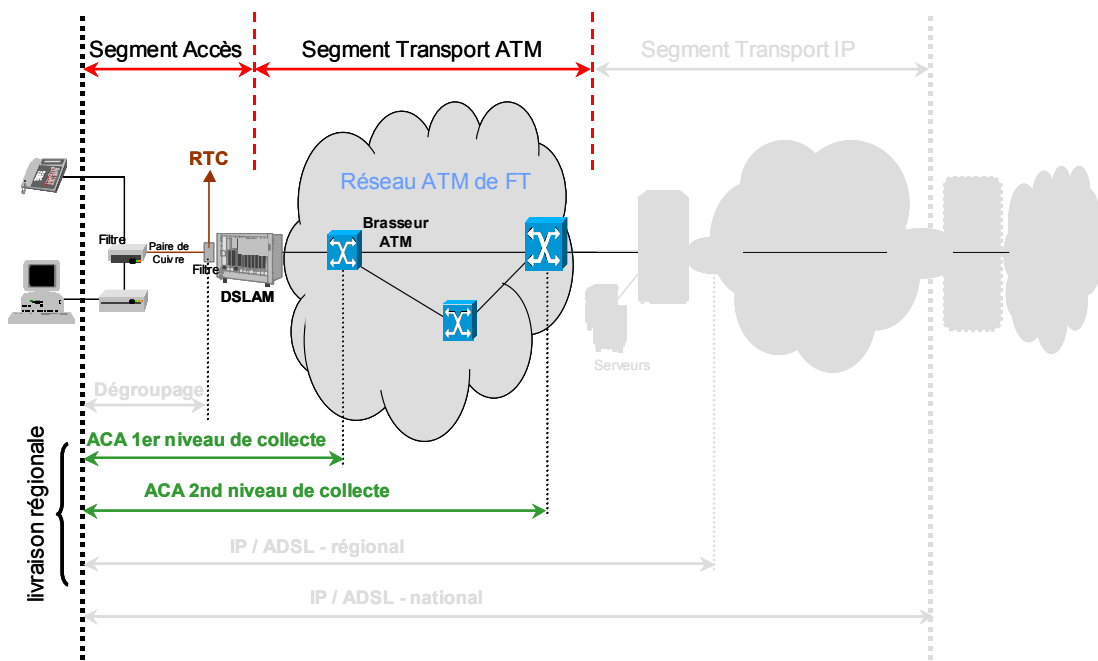 Segment Accès
Segment Transport ATM
Segment Transport IP
RTC
Réseau ATM de FT
Brasseur
ATM
Filtre
Paire de
Cuivre
Filtre
DSLAM
Serveurs
Dégroupage
ACA 1er niveau de collecte
ACA 2nd niveau de collecte
livraison régionale
IP / ADSL - régional
IP / ADSL - national